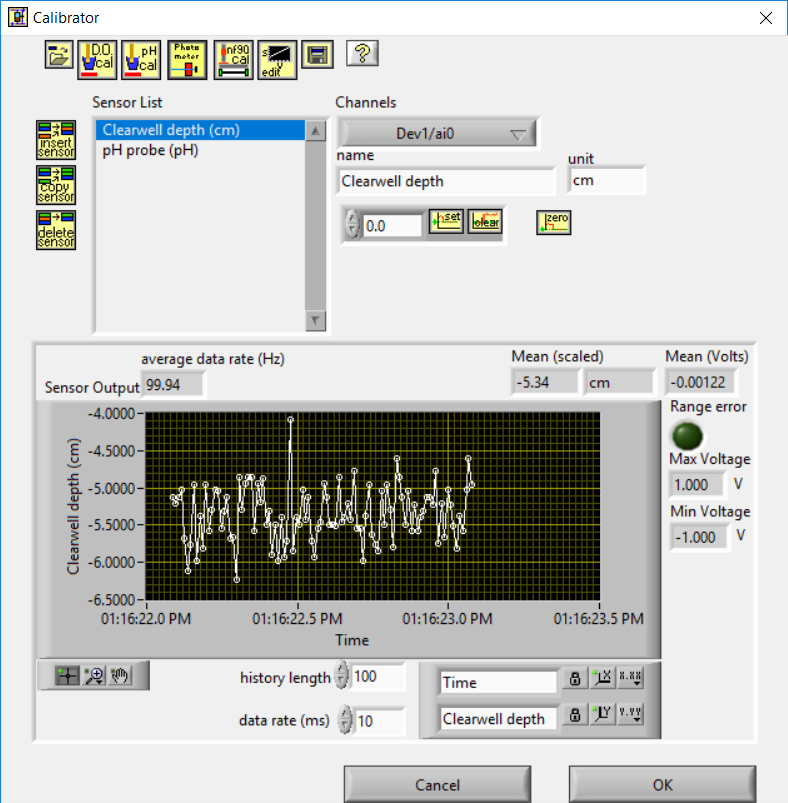 Calibrator
D.O. cal
pH cal
Photo meter
nf90 cal
edit
?
Sensor List
Channels
insert sensor
copy sensor
delete sensor
Clearwell depth (cm)
pH probe (pH)
Dev1/ai0
name
unit
Clearwell depth
cm
0.0
set
clear
zero
average data rate (Hz)
Mean (scaled)
Mean (Volts)
Sensor Output
99.94
-5.34
cm
-0.00122
Range error
Max Voltage
1.000 V
Min Voltage
-1.000 V
Clearwell depth (cm)
-4.0000
-4.5000
-5.0000
-5.5000
-6.0000
-6.5000
01:16:22.0 PM
01:16:22.5 PM
01:16:23.0 PM
01:16:23.5 PM
Time
history length
100
data rate (ms)
10
Time
X
X.XX
Clearwell depth
Y
Y.YY
Cancel
OK